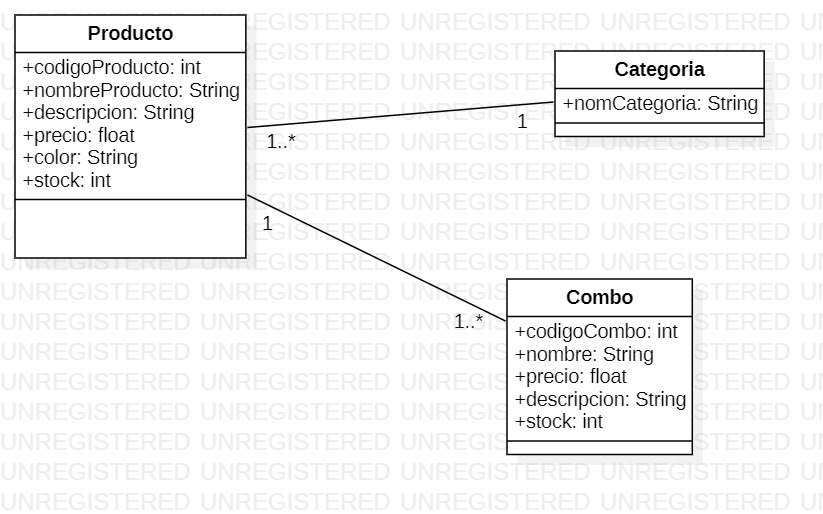 Producto
+codigoProducto: int
+nombreProducto: String
+descripcion: String
+precio: float
+color: String
+stock: int
Categoria
+nomCategoria: String
1..*
1
1
1..*
Combo
+codigoCombo: int
+nombre: String
+precio: float
+descripcion: String
+stock: int
UNREGISTERED UNREGISTERED UNREGISTERED UNREGISTERED